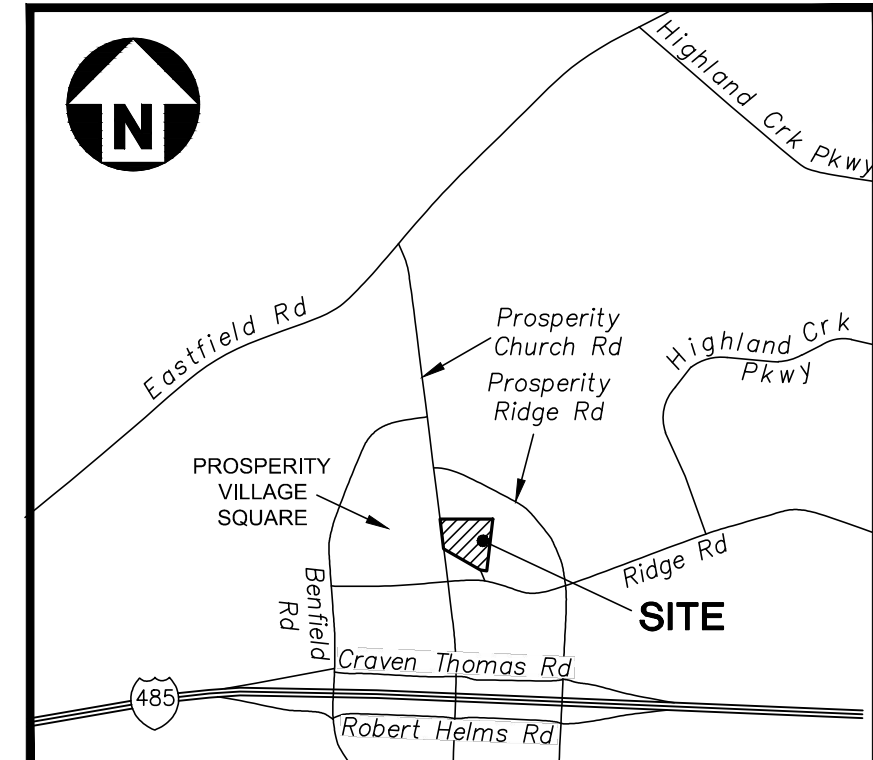 N
Highland Crk Pkwy
Eastfield Rd
Prosperity
Church Rd
Prosperity
Ridge Rd
Highland Crk
Pkwy
PROSPERITY
VILLAGE
SQUARE
Ridge Rd
SITE
Benfield
Rd
Craven Thomas Rd
485
Robert Helms Rd